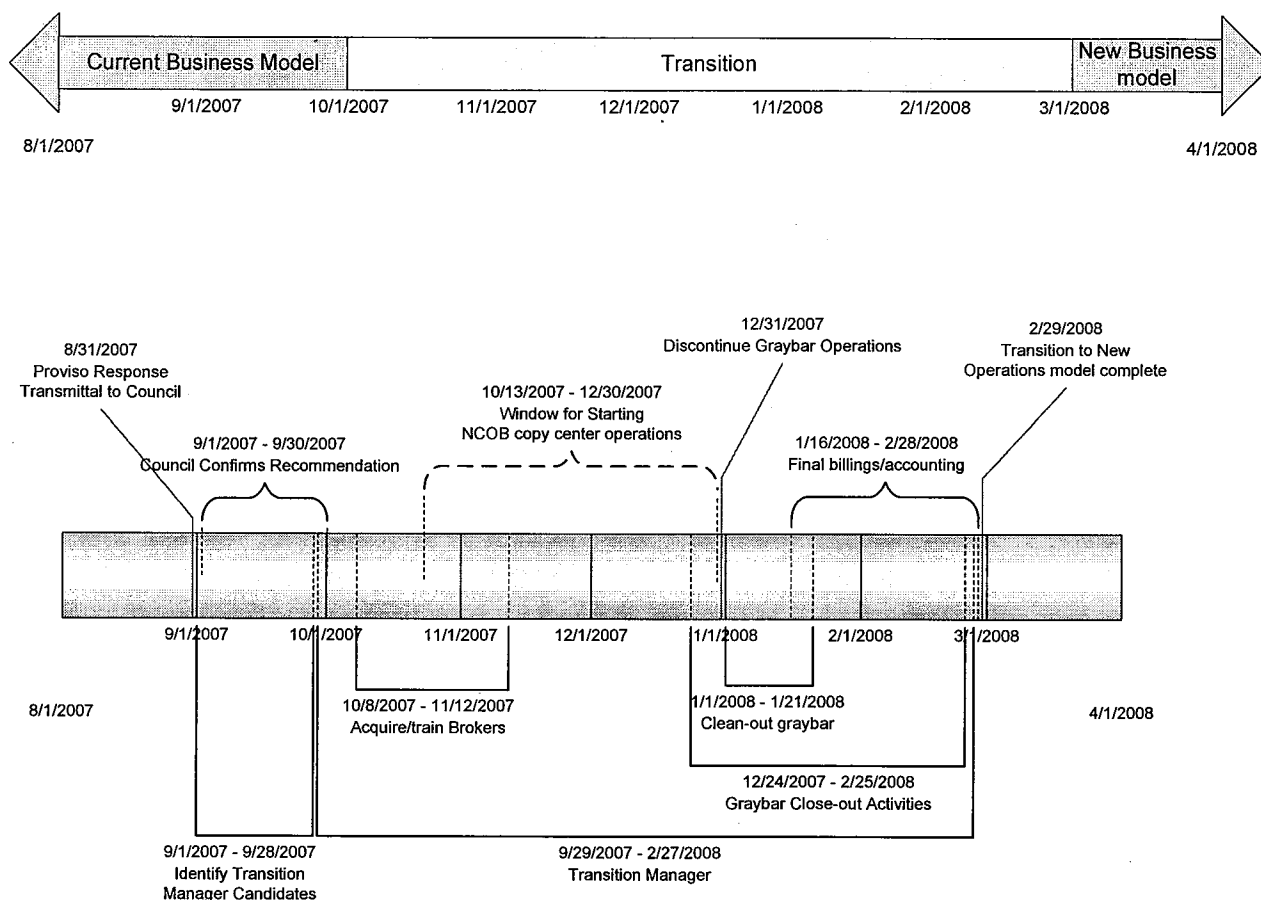 Current Business Model
Transition
New Business
model
9/1/2007
10/1/2007
11/1/2007
12/1/2007
1/1/2008
2/1/2008
3/1/2008
8/1/2007
4/1/2008
8/31/2007
Proviso Response
Transmittal to Council
9/1/2007 - 9/30/2007
Council Confirms Recommendation
10/13/2007 - 12/30/2007
Window for Starting
NCOB copy center operations
12/31/2007
Discontinue Graybar Operations
1/16/2008 - 2/28/2008
Final billings/accounting
2/29/2008
Transition to New
Operations model complete
9/1/2007
10/1/2007
11/1/2007
12/1/2007
1/1/2008
2/1/2008
3/1/2008
8/1/2007
4/1/2008
10/8/2007 - 11/12/2007
Acquire/train Brokers
1/1/2008 - 1/21/2008
Clean-out graybar
12/24/2007 - 2/25/2008
Graybar Close-out Activities
9/1/2007 - 9/28/2007
Identify Transition
Manager Candidates
9/29/2007 - 2/27/2008
Transition Manager